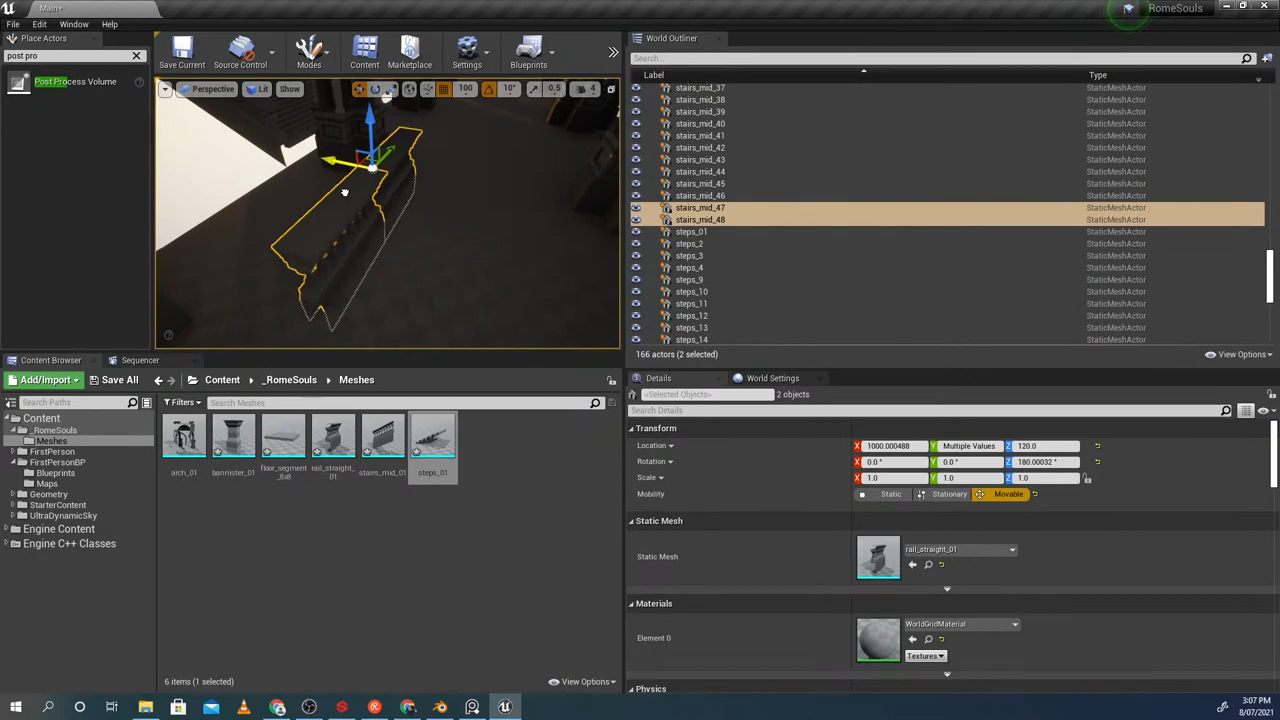 Main*
RomeSouls
File Edit Window Help
Place Actors
post pro
Post Process Volume
Save Current
Source Control
Modes
Content
Marketplace
Settings
Blueprints
Perspective
Lit
Show
100
10°
0.5
4
World Outliner
Search...
Label
Type
stairs_mid_37 StaticMeshActor
stairs_mid_38 StaticMeshActor
stairs_mid_39 StaticMeshActor
stairs_mid_40 StaticMeshActor
stairs_mid_41 StaticMeshActor
stairs_mid_42 StaticMeshActor
stairs_mid_43 StaticMeshActor
stairs_mid_44 StaticMeshActor
stairs_mid_45 StaticMeshActor
stairs_mid_46 StaticMeshActor
stairs_mid_47 StaticMeshActor
stairs_mid_48 StaticMeshActor
steps_01 StaticMeshActor
steps_2 StaticMeshActor
steps_3 StaticMeshActor
steps_4 StaticMeshActor
steps_9 StaticMeshActor
steps_10 StaticMeshActor
steps_11 StaticMeshActor
steps_12 StaticMeshActor
steps_13 StaticMeshActor
steps_14 StaticMeshActor
166 actors (2 selected)
View Options
Content Browser
Sequencer
Add/Import
Save All
Content
_RomeSouls
Meshes
Search Paths
Filters
Search Meshes
Content
_RomeSouls
Meshes
FirstPerson
FirstPersonBP
Blueprints
Maps
Geometry
StarterContent
UltraDynamicSky
Engine Content
Engine C++ Classes
arch_01
bannister_01
floor_segment
_8x8
rail_straight
_01
stairs_mid_01
steps_01
6 items (1 selected)
View Options
Details
World Settings
<Selected Objects>
2 objects
Search Details
Transform
Location X 1000.000488 Y Multiple Values Z 120.0
Rotation X 0.0 ° Y 0.0 ° Z 180.00032 °
Scale X 1.0 Y 1.0 Z 1.0
Mobility Static Stationary Movable
Static Mesh
Static Mesh
rail_straight_01
Materials
Element 0
WorldGridMaterial
Textures
Physics
3:07 PM
8/07/2021